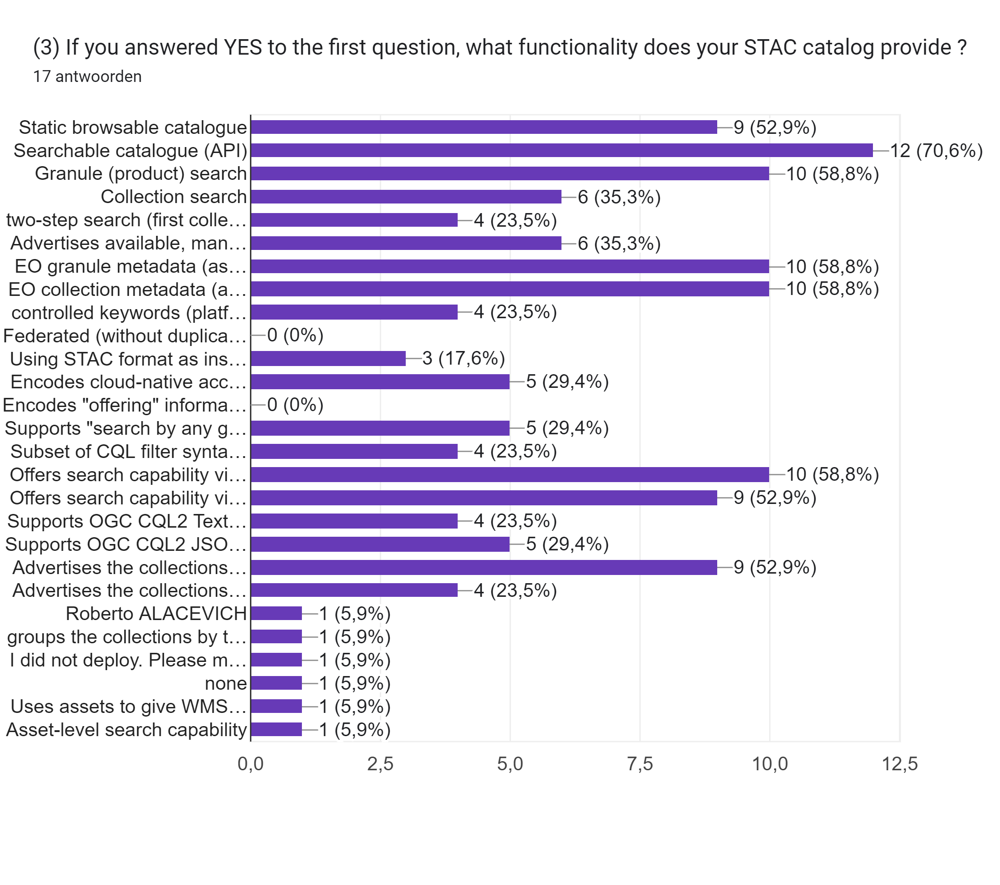 (3) If you answered YES to the first question, what functionality does your STAC catalog provide ?
17 antwoorden
Static browsable catalogue 9 (52,9%)
Searchable catalogue (API) 12 (70,6%)
Granule (product) search 10 (58,8%)
Collection search 6 (35,3%)
two-step search (first colle… 4 (23,5%)
Advertises available, man… 6 (35,3%)
EO granule metadata (as… 10 (58,8%)
EO collection metadata (a… 10 (58,8%)
controlled keywords (platf… 4 (23,5%)
Federated (without duplica… 0 (0%)
Using STAC format as ins… 3 (17,6%)
Encodes cloud-native acc… 5 (29,4%)
Encodes "offering" informa… 0 (0%)
Supports "search by any g… 5 (29,4%)
Subset of CQL filter synta… 4 (23,5%)
Offers search capability vi… 10 (58,8%)
Offers search capability vi… 9 (52,9%)
Supports OGC CQL2 Text… 4 (23,5%)
Supports OGC CQL2 JSO… 5 (29,4%)
Advertises the collections… 9 (52,9%)
Advertises the collections… 4 (23,5%)
Roberto ALACEVICH 1 (5,9%)
groups the collections by t… 1 (5,9%)
I did not deploy. Please m… 1 (5,9%)
none 1 (5,9%)
Uses assets to give WMS… 1 (5,9%)
Asset-level search capability 1 (5,9%)
0,0 2,5 5,0 7,5 10,0 12,5